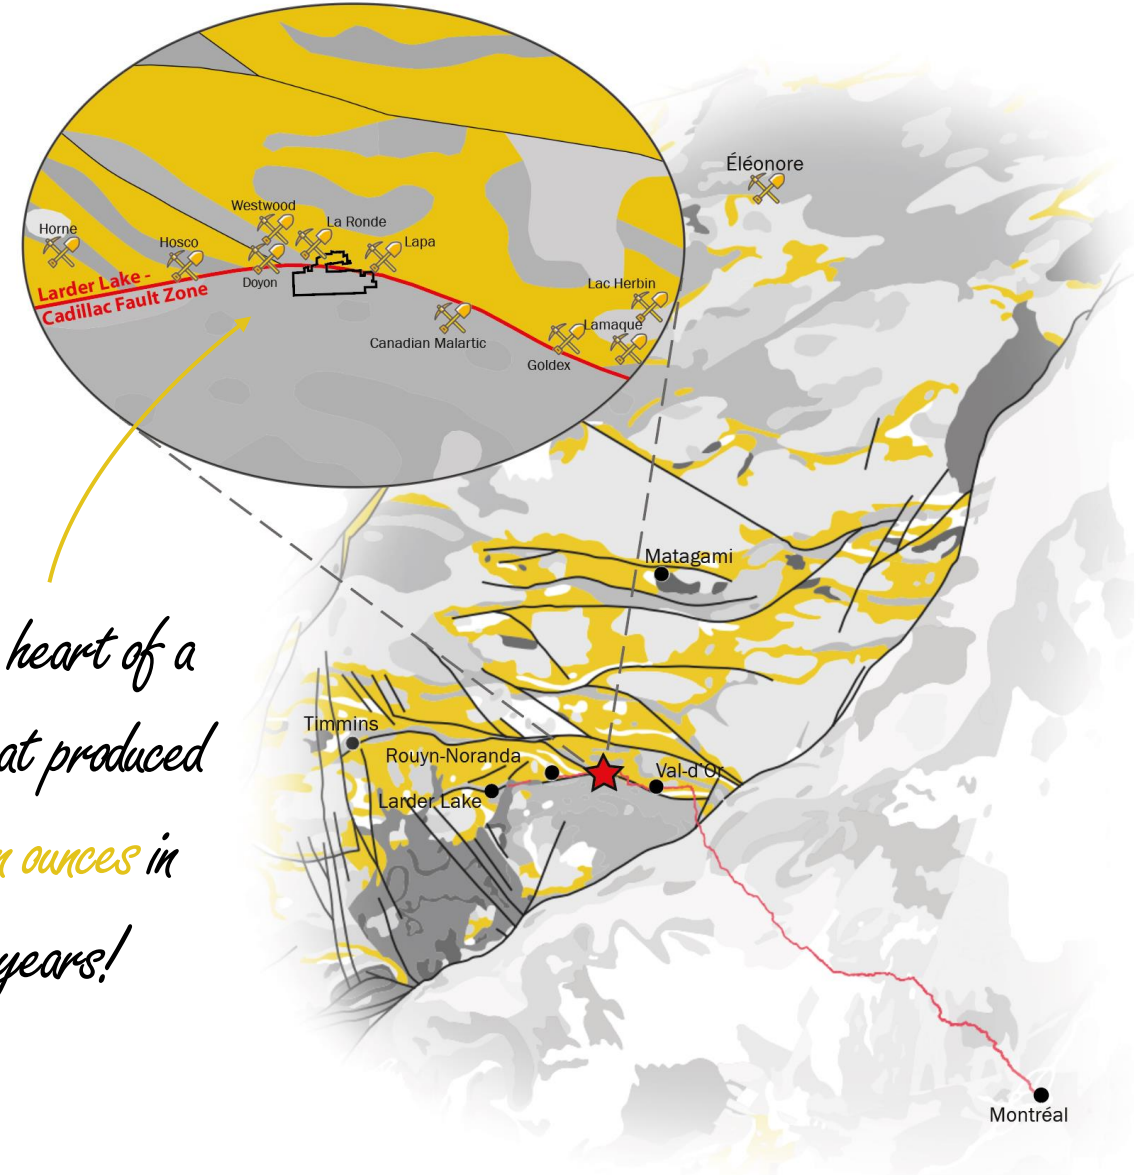 Éléonore
Westwood
La Ronde
Horne
Hosco
Lapa
Doyon
Lac Herbin
Larder Lake -
Cadillac Fault Zone
Lamaque
Canadian Malartic
Goldex
Matagami
heart of a
Timmins
at produced
Rouyn-Noranda
Val-d'Or
Larder Lake
n ounces in
years!
Montréal